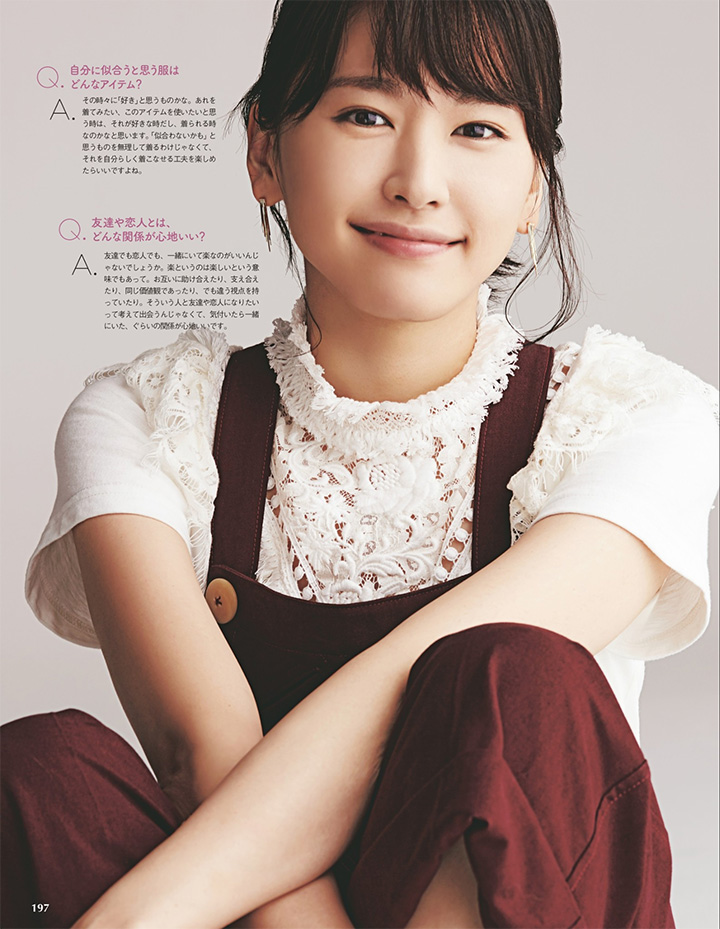 Q. 自分に似合うと思う服は
どんなアイテム?
A. その時々に「好き」と思うものかな。あれを
着てみたい、このアイテムを使いたいと思
う時は、それが好きな時だし、着られる時
なのかなと思います。「似合わないかも」と
思うものを無理して着るわけじゃなくて、
それを自分らしく着こなせる工夫を楽しめ
たらいいですよね。
Q. 友達や恋人とは、
どんな関係が心地いい?
A. 友達でも恋人でも、一緒にいて楽なのがいいんじ
ゃないでしょうか。楽というのは楽しいという意
味でもあって。お互いに助け合えたり、支え合え
たり、同じ価値観であったり、でも違う視点を持
っていたり。そういう人と友達や恋人になりたい
って考えて出会うんじゃなくて、気付いたら一緒
にいた、ぐらいの関係が心地いいです。
197